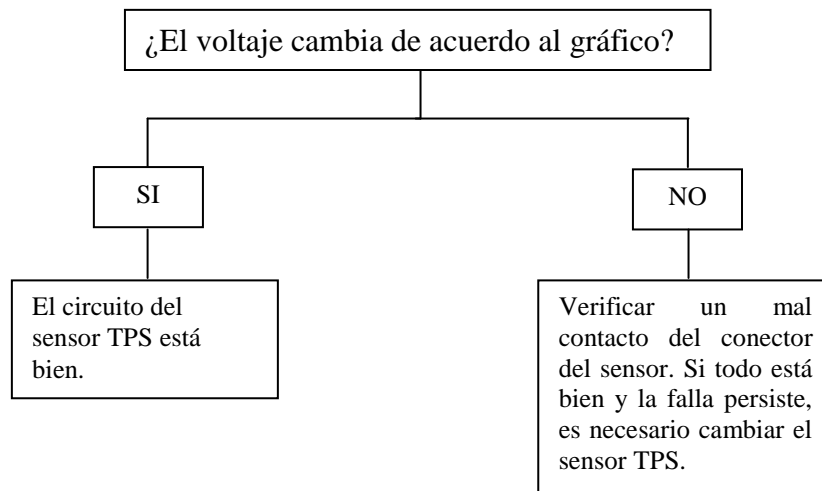 ¿El voltaje cambia de acuerdo al gráfico?
SI
NO
El circuito del
sensor TPS está
bien.
Verificar un mal
contacto del conector
del sensor. Si todo está
bien y la falla persiste,
es necesario cambiar el
sensor TPS.